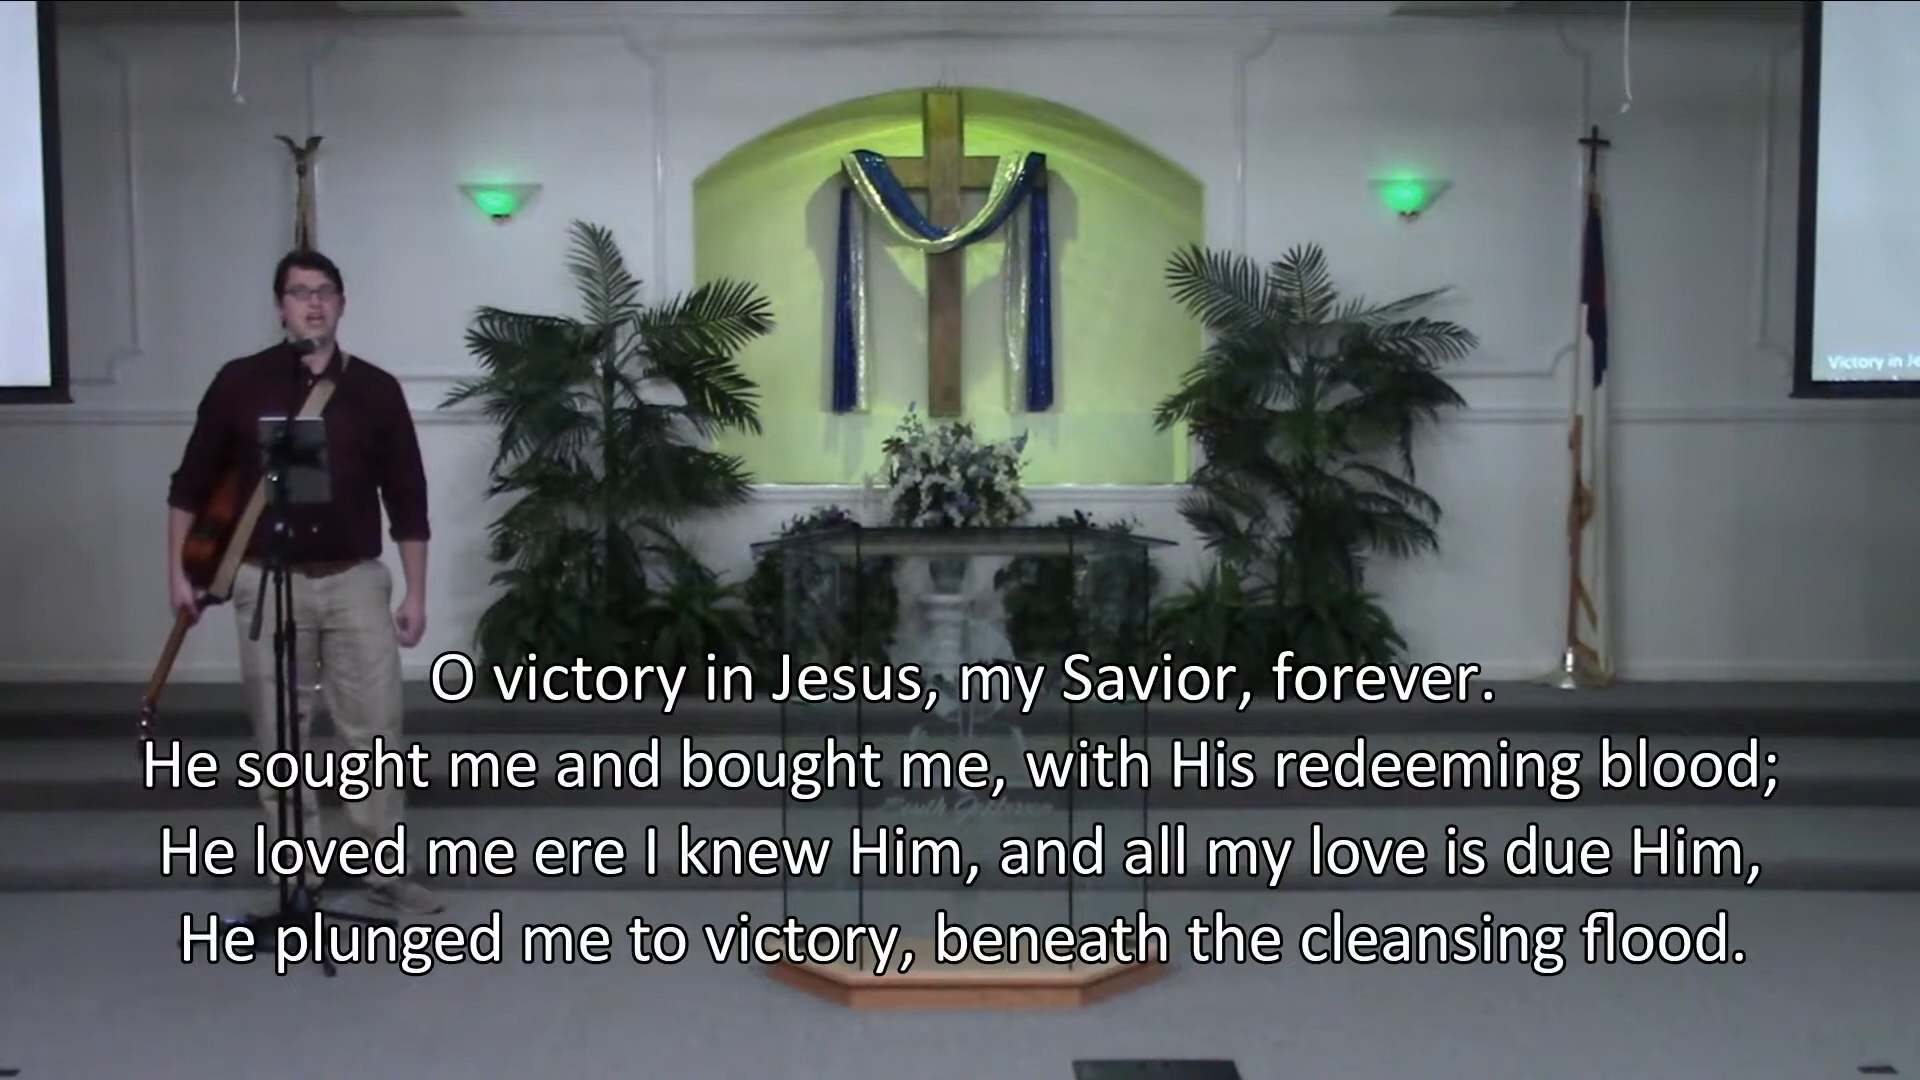 Victory in Je
O victory in Jesus, my Savior, forever.
He sought me and bought me, with His redeeming blood;
He loved me ere I knew Him, and all my love is due Him,
He plunged me to victory, beneath the cleansing flood.